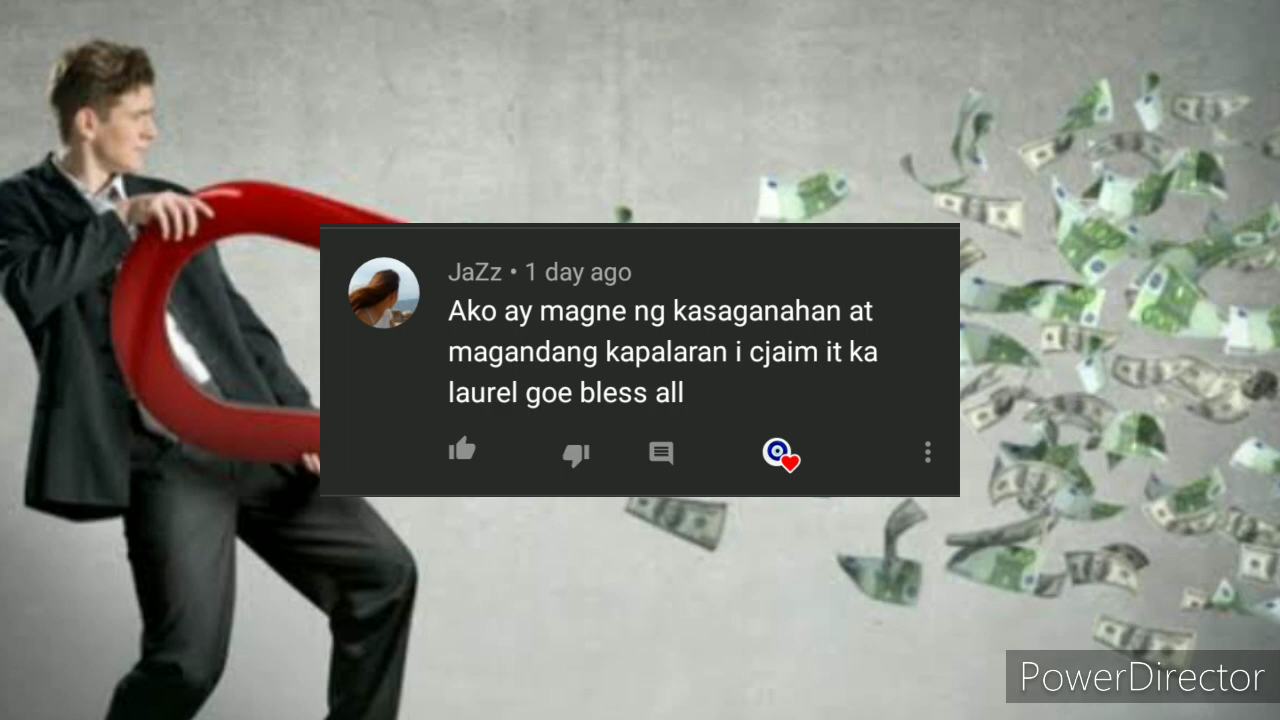 JaZz • 1 day ago
Ako ay magne ng kasaganahan at
magandang kapalaran i cjaim it ka
laurel goe bless all
PowerDirector